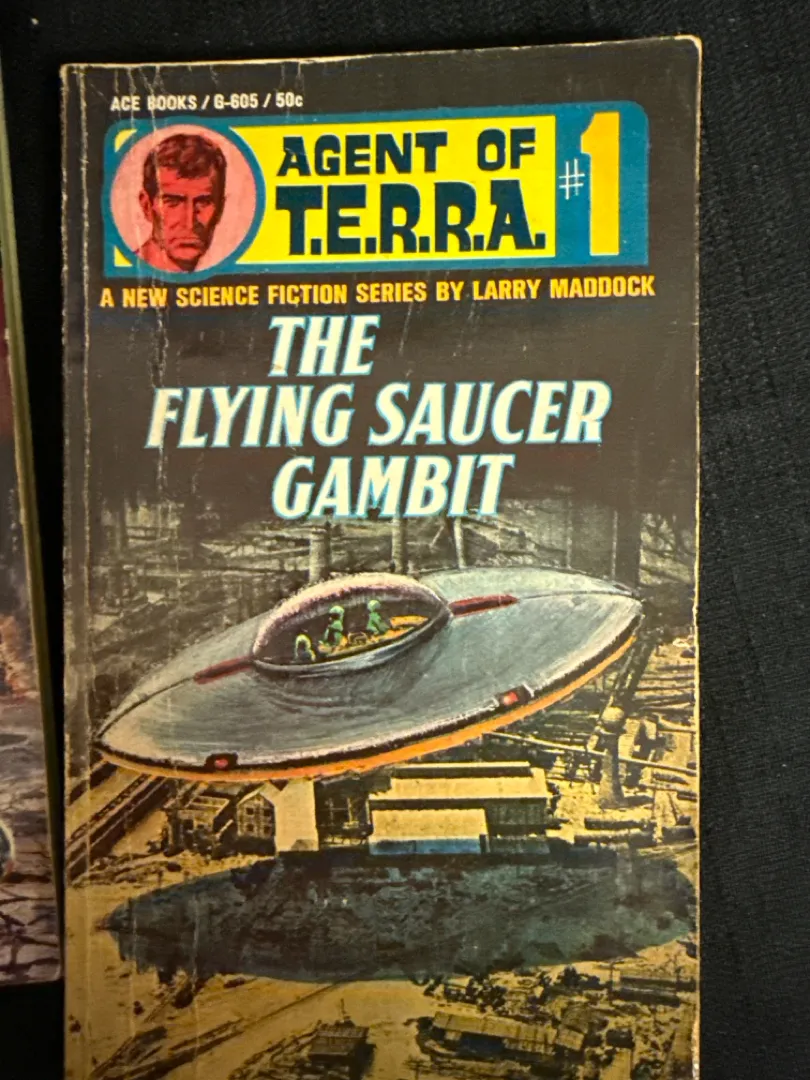 ACE BOOKS / G-605 / 50c
AGENT OF
T.E.R.R.A.
#1
A NEW SCIENCE FICTION SERIES BY LARRY MADDOCK
THE
FLYING SAUCER
GAMBIT